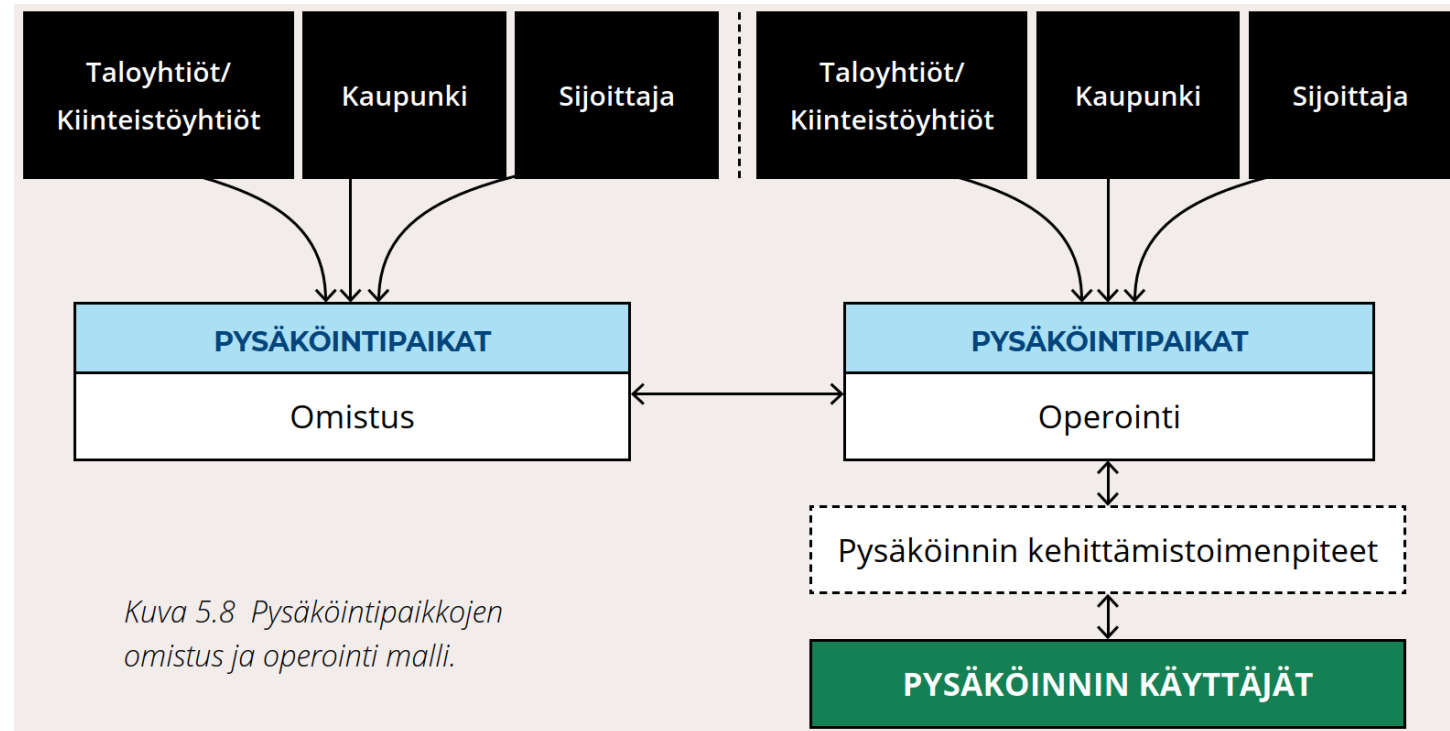 Taloyhtiöt/
Kiinteistöyhtiöt
Kaupunki
Sijoittaja
Taloyhtiöt/
Kiinteistöyhtiöt
Kaupunki
Sijoittaja
PYSÄKÖINTIPAIKAT
Omistus
PYSÄKÖINTIPAIKAT
Operointi
Pysäköinnin kehittämistoimenpiteet
Kuva 5.8 Pysäköintipaikkojen
omistus ja operointi malli.
PYSÄKÖINNIN KÄYTTÄJÄT